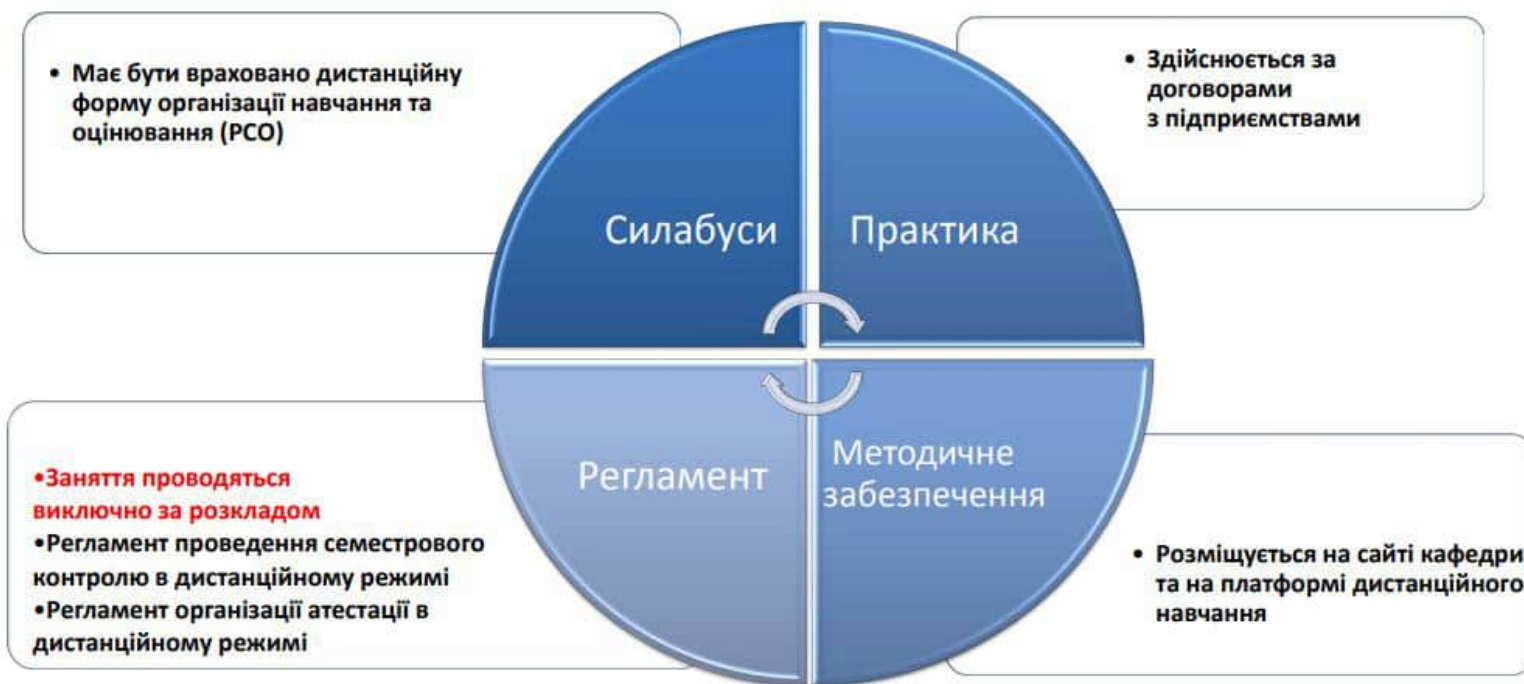 • Має бути враховано дистанційну
форму організації навчання та
оцінювання (РСО)
Силабуси
Практика
• Здійснюється за
договорами
з підприємствами
•Заняття проводяться
виключно за розкладом
•Регламент проведення семестрового
контролю в дистанційному режимі
•Регламент організації атестації в
дистанційному режимі
Регламент
Методичне
забезпечення
• Розміщується на сайті кафедри
та на платформі дистанційного
навчання